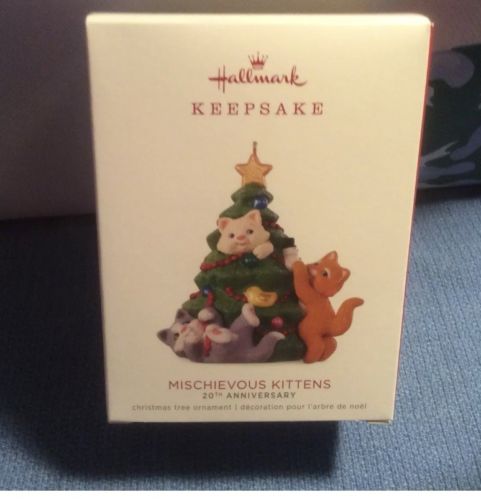 Hallmark
KEEPSAKE
MISCHIEVOUS KITTENS
20TH ANNIVERSARY
christmas tree ornament | décoration pour l'arbre de noël